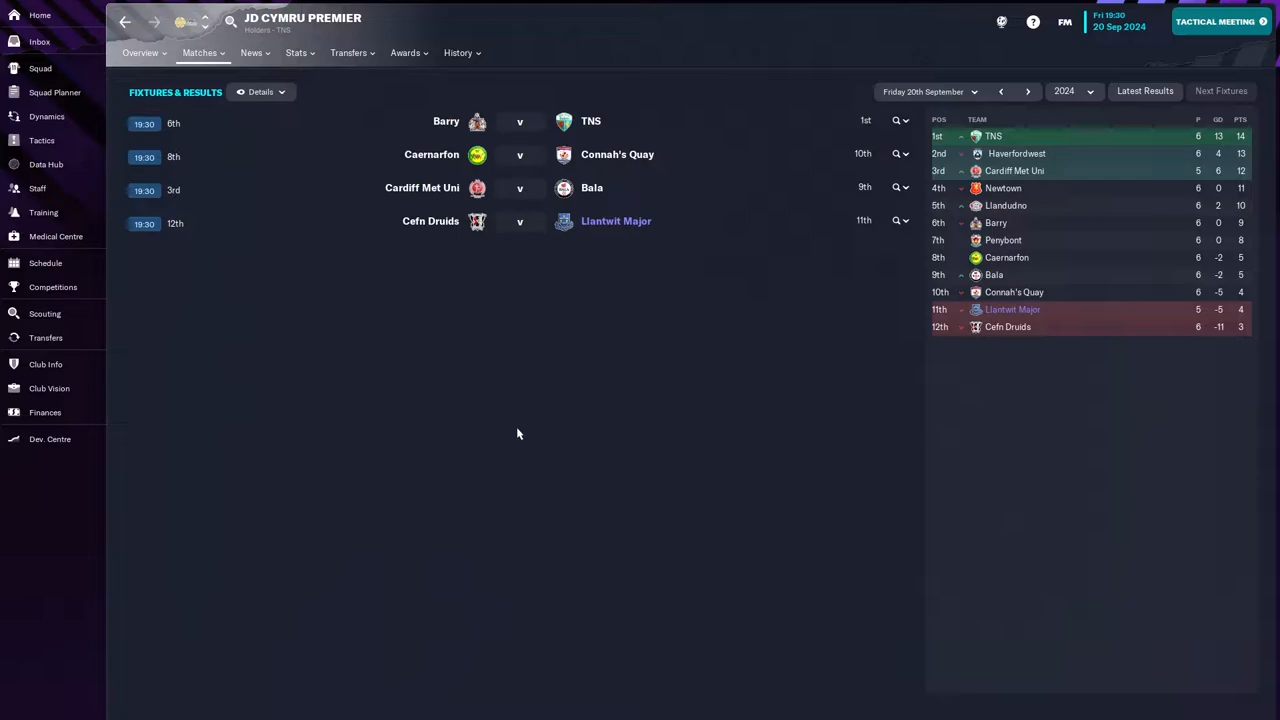 Home
Inbox
Squad
Squad Planner
Dynamics
Tactics
Data Hub
Staff
Training
Medical Centre
Schedule
Competitions
Scouting
Transfers
Club Info
Club Vision
Finances
Dev. Centre
JD CYMRU PREMIER
Holders - TNS
FM
Fri 19:30
20 Sep 2024
TACTICAL MEETING
Overview Matches News Stats Transfers Awards History
FIXTURES & RESULTS Details
Friday 20th September 2024 Latest Results Next Fixtures
19:30 6th Barry v TNS 1st
19:30 8th Caernarfon v Connah's Quay 10th
19:30 3rd Cardiff Met Uni v Bala 9th
19:30 12th Cefn Druids v Llantwit Major 11th
POS TEAM P GD PTS
1st TNS 6 13 14
2nd Haverfordwest 6 4 13
3rd Cardiff Met Uni 5 6 12
4th Newtown 6 0 11
5th Llandudno 6 2 10
6th Barry 6 0 9
7th Penybont 6 0 8
8th Caernarfon 6 -2 5
9th Bala 6 -2 5
10th Connah's Quay 6 -5 4
11th Llantwit Major 5 -5 4
12th Cefn Druids 6 -11 3